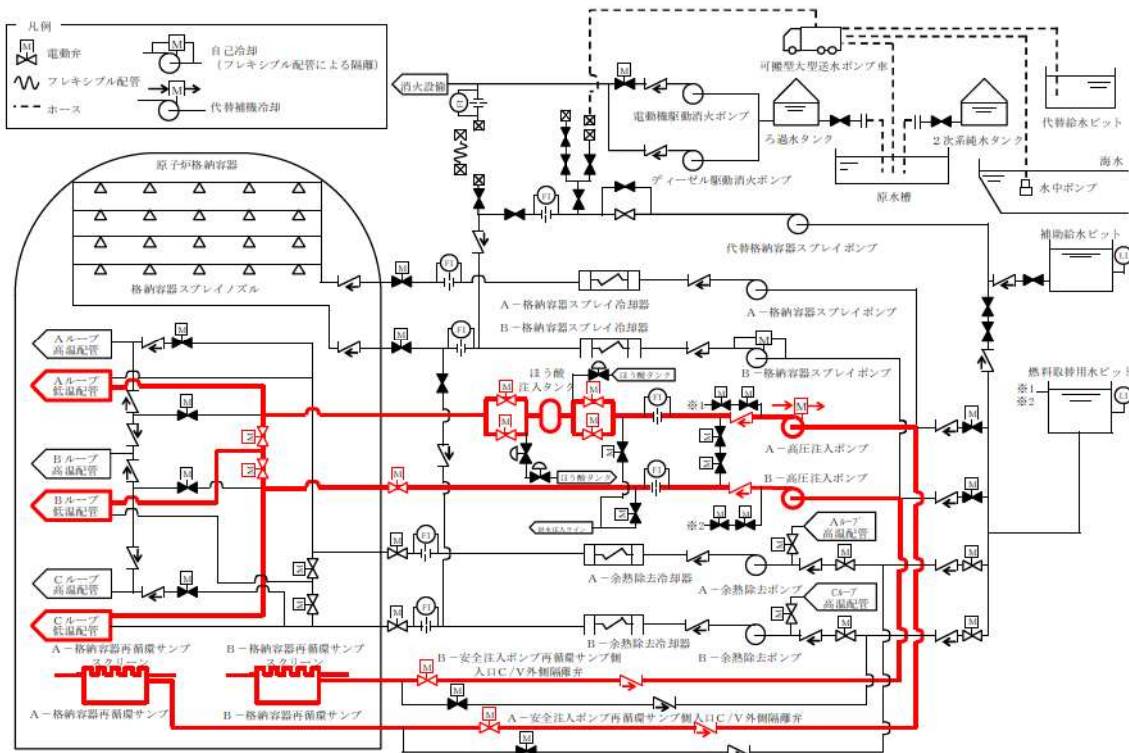 凡例
M
電動弁
フレキシブル配管
ホース
M
自己冷却
(フレキシブル配管による隔離)
M
代替補機冷却
消火設備
FI
M
電動機駆動消火ポンプ
ディーゼル駆動消火ポンプ
可搬型大型送水ポンプ車
ろ過水タンク
2次系純水タンク
原水槽
代替給水ピット
海水
水中ポンプ
FI
代替格納容器スプレイポンプ
補助給水ピット
LI
原子炉格納容器
格納容器スプレイノズル
M
FI
A-格納容器スプレイ冷却器
A-格納容器スプレイポンプ
B-格納容器スプレイ冷却器
M
FI
M
B-格納容器スプレイポンプ
燃料取替用水ピット
※1
※2
LI
Aループ
高温配管
M
Aループ
低温配管
M
M
Bループ
高温配管
M
M
Bループ
低温配管
Cループ
高温配管
M
M
M
Cループ
低温配管
ほう酸
注入タンク
M
M
M
M
ほう酸タンク
ほう酸タンク
FI
※1
M
M
M
A-高圧注入ポンプ
M
M
M
M
FI
B-高圧注入ポンプ
M
M
※2
M
M
M
M
Aループ
高温配管
M
M
M
FI
A-余熱除去冷却器
A-余熱除去ポンプ
M
Cループ
高温配管
M
M
M
FI
B-余熱除去冷却器
B-余熱除去ポンプ
M
A-格納容器再循環サンプ
スクリーン
B-格納容器再循環サンプ
スクリーン
B-安全注入ポンプ再循環サンプ側
入口C/V外側隔離弁
M
M
A-格納容器再循環サンプ
B-格納容器再循環サンプ
A-安全注入ポンプ再循環サンプ側入口C/V外側隔離弁
M
M